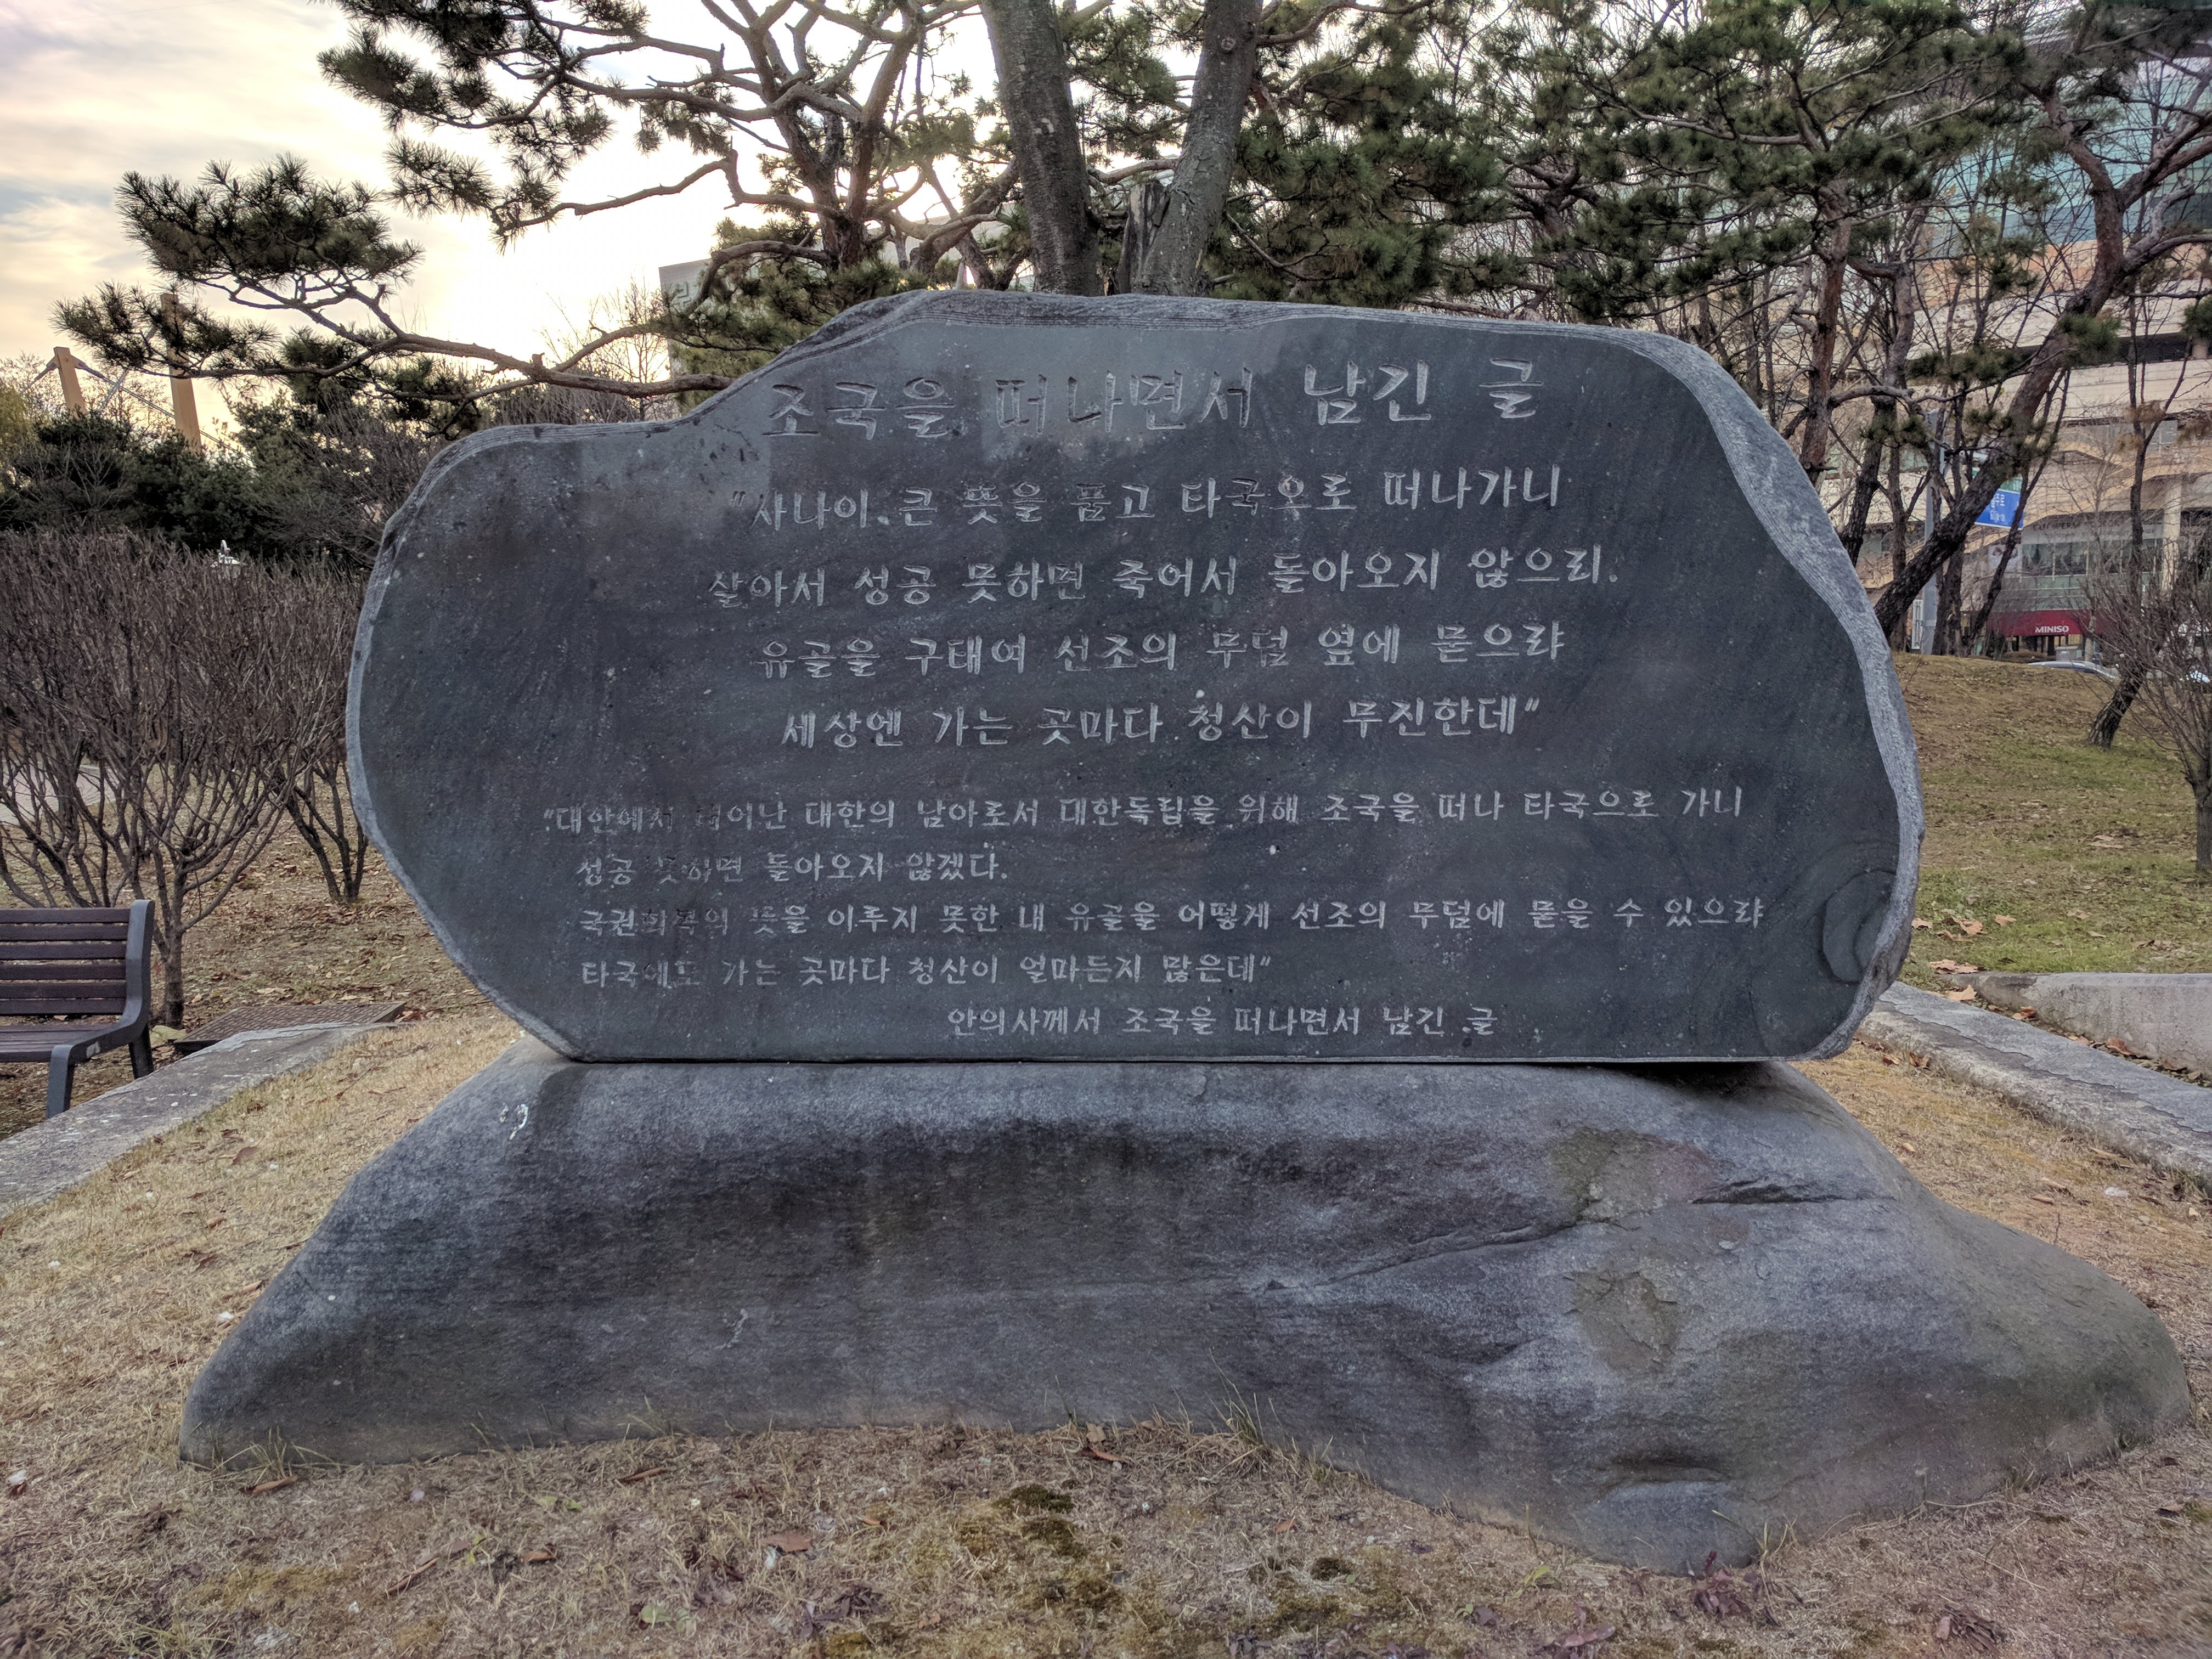 조국을 떠나면서 남긴 글
"사나이 큰 뜻을 품고 타국으로 떠나가니
살아서 성공 못하면 죽어서 돌아오지 않으리.
유골을 구태여 선조의 무덤 옆에 묻으랴
세상엔 가는 곳마다 청산이 무진한데"
"대한에서 태어난 대한의 남아로서 대한독립을 위해 조국을 떠나 타국으로 가니
성공 못하면 돌아오지 않겠다.
국권회복의 뜻을 이루지 못한 내 유골을 어떻게 선조의 무덤에 묻을 수 있으랴
타국에도 가는 곳마다 청산이 얼마든지 많은데"
안의사께서 조국을 떠나면서 남긴 글
MINISO